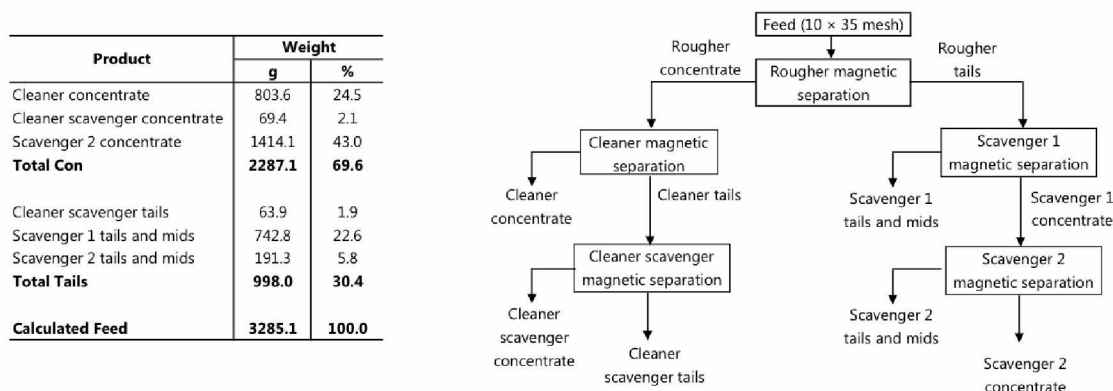 Product Weight
g %
Cleaner concentrate 803.6 24.5
Cleaner scavenger concentrate 69.4 2.1
Scavenger 2 concentrate 1414.1 43.0
Total Con 2287.1 69.6
Cleaner scavenger tails 63.9 1.9
Scavenger 1 tails and mids 742.8 22.6
Scavenger 2 tails and mids 191.3 5.8
Total Tails 998.0 30.4
Calculated Feed 3285.1 100.0
Feed (10 × 35 mesh)
Rougher
concentrate
Rougher magnetic
separation
Rougher
tails
Cleaner magnetic
separation
Scavenger 1
magnetic separation
Cleaner
concentrate
Cleaner tails
Scavenger 1
tails and mids
Scavenger 1
concentrate
Cleaner scavenger
magnetic separation
Scavenger 2
magnetic separation
Cleaner
scavenger
concentrate
Cleaner
scavenger tails
Scavenger 2
tails and mids
Scavenger 2
concentrate